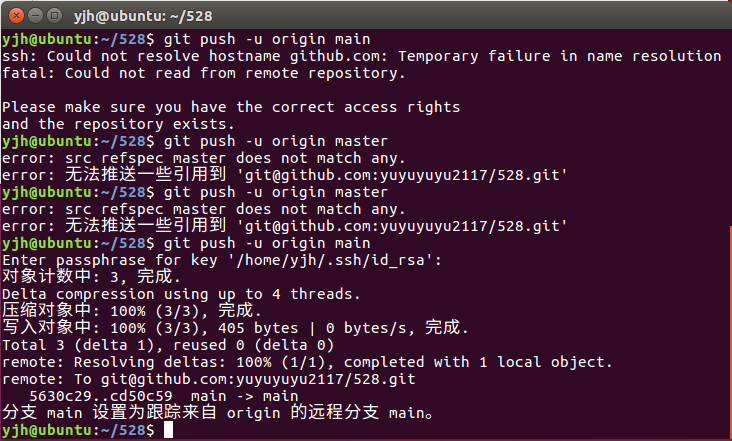 yjh@ubuntu: ~/528
yjh@ubuntu:~/528$ git push -u origin main
ssh: Could not resolve hostname github.com: Temporary failure in name resolution
fatal: Could not read from remote repository.
Please make sure you have the correct access rights
and the repository exists.
yjh@ubuntu:~/528$ git push -u origin master
error: src refspec master does not match any.
error: 无法推送一些引用到 'git@github.com:yuyuyuyu2117/528.git'
yjh@ubuntu:~/528$ git push -u origin master
error: src refspec master does not match any.
error: 无法推送一些引用到 'git@github.com:yuyuyuyu2117/528.git'
yjh@ubuntu:~/528$ git push -u origin main
Enter passphrase for key '/home/yjh/.ssh/id_rsa':
对象计数中: 3, 完成.
Delta compression using up to 4 threads.
压缩对象中: 100% (3/3), 完成.
写入对象中: 100% (3/3), 405 bytes | 0 bytes/s, 完成.
Total 3 (delta 1), reused 0 (delta 0)
remote: Resolving deltas: 100% (1/1), completed with 1 local object.
remote: To git@github.com:yuyuyuyu2117/528.git
5630c29..cd50c59  main -> main
分支 main 设置为跟踪来自 origin 的远程分支 main。
yjh@ubuntu:~/528$